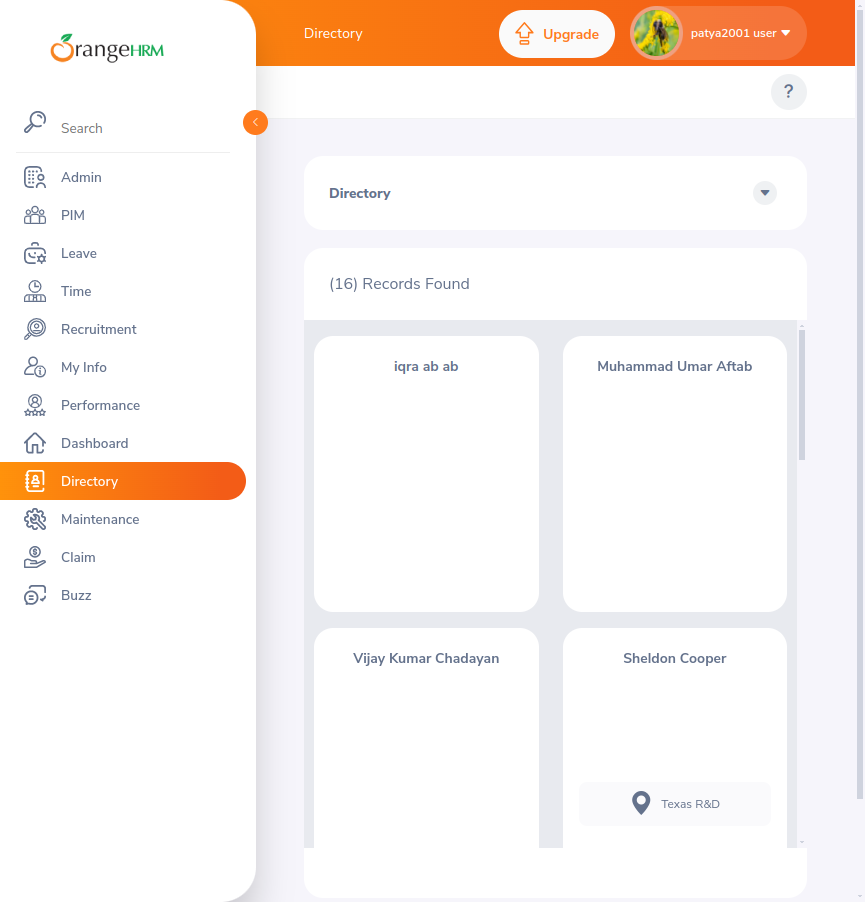 OrangeHRM
Directory
Upgrade
patya2001 user
?
Search
Admin
PIM
Leave
Time
Recruitment
My Info
Performance
Dashboard
Directory
Maintenance
Claim
Buzz
Directory
(16) Records Found
iqra ab ab
Muhammad Umar Aftab
Vijay Kumar Chadayan
Sheldon Cooper
Texas R&D